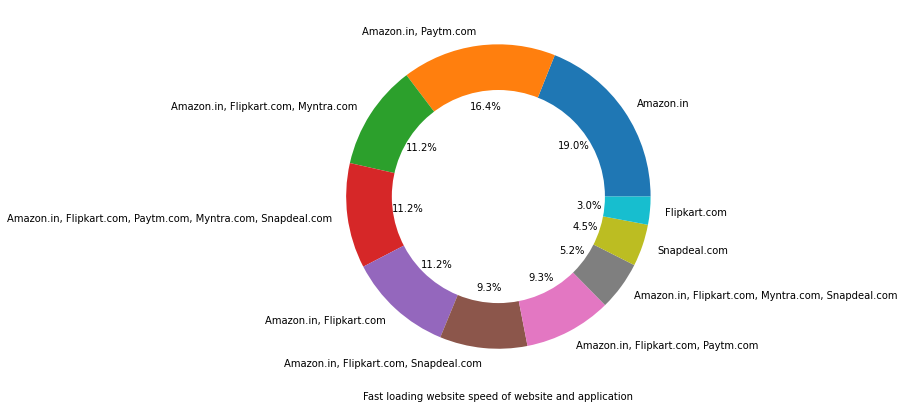 Amazon.in, Paytm.com
Amazon.in
Amazon.in, Flipkart.com, Myntra.com
16.4%
19.0%
11.2%
Amazon.in, Flipkart.com, Paytm.com, Myntra.com, Snapdeal.com
11.2%
3.0%
Flipkart.com
4.5%
Snapdeal.com
5.2%
11.2%
9.3%
9.3%
Amazon.in, Flipkart.com, Myntra.com, Snapdeal.com
Amazon.in, Flipkart.com
Amazon.in, Flipkart.com, Paytm.com
Amazon.in, Flipkart.com, Snapdeal.com
Fast loading website speed of website and application